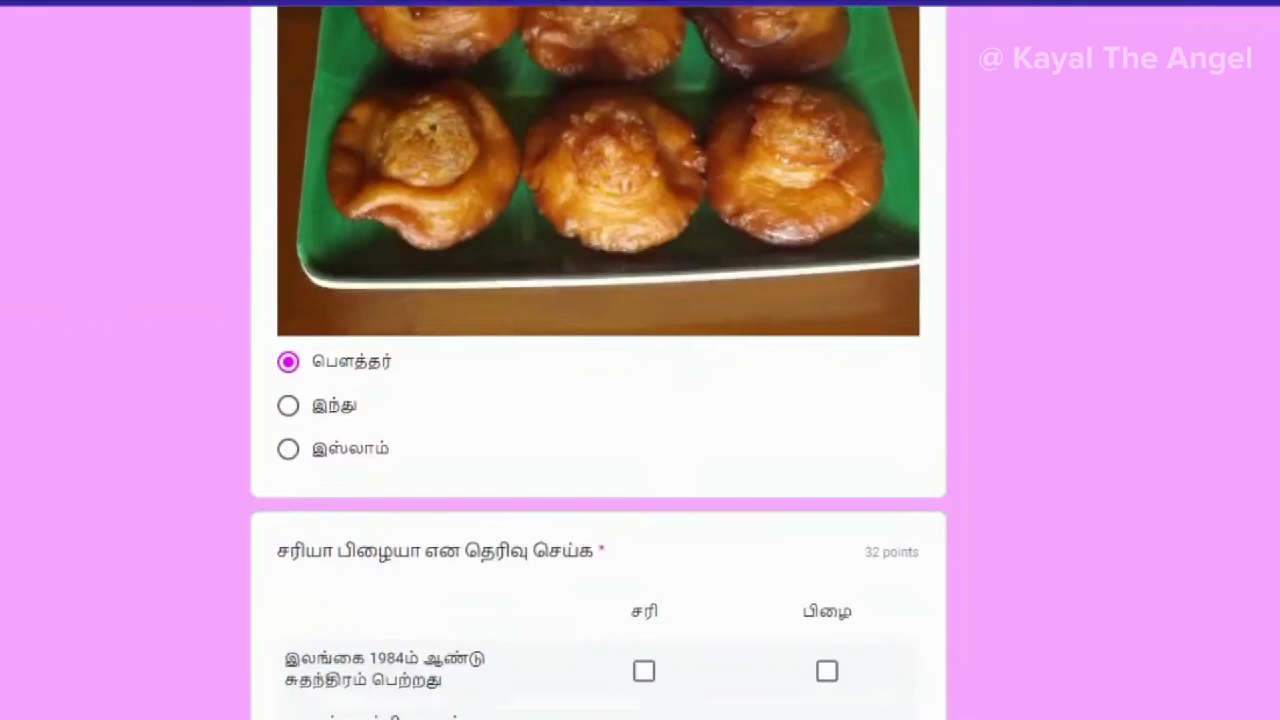 @ Kayal The Angel
பௌத்தர்
இந்து
இஸ்லாம்
சரியா பிழையா என தெரிவு செய்க *
32 points
சரி பிழை
இலங்கை 1984ம் ஆண்டு
சுதந்திரம் பெற்றது